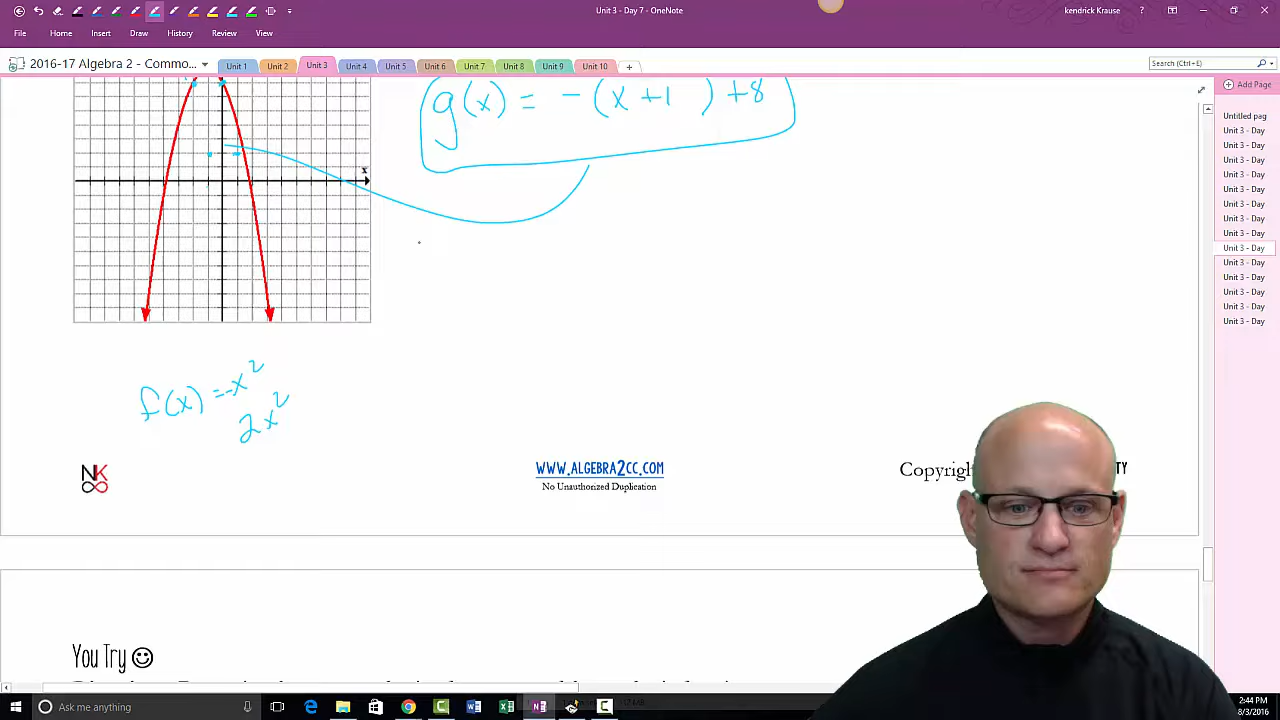 Unit 3 - Day 7 - OneNote
kendrick Krause
?
File Home Insert Draw History Review View
2016-17 Algebra 2 - Commo...
Unit 1 Unit 2 Unit 3 Unit 4 Unit 5 Unit 6 Unit 7 Unit 8 Unit 9 Unit 10 +
Search (Ctrl+E)
Add Page
Untitled pag
Unit 3 - Day
Unit 3 - Day
Unit 3 - Day
Unit 3 - Day
Unit 3 - Day
Unit 3 - Day
Unit 3 - Day
Unit 3 - Day
Unit 3 - Day
Unit 3 - Day
Unit 3 - Day
Unit 3 - Day
Unit 3 - Day
Unit 3 - Day
g(x) = -(x+1 )+8
x
f(x) = -x²
2x²
NK
WWW.ALGEBRA2CC.COM
No Unauthorized Duplication
Copyrig
TY
You Try
Ask me anything
2:44 PM
8/3/2016